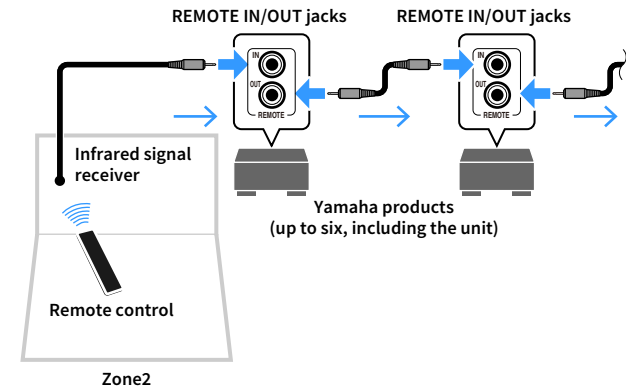 REMOTE IN/OUT jacks
REMOTE IN/OUT jacks
IN
OUT
REMOTE
IN
OUT
REMOTE
Infrared signal
receiver
Yamaha products
(up to six, including the unit)
Remote control
Zone2